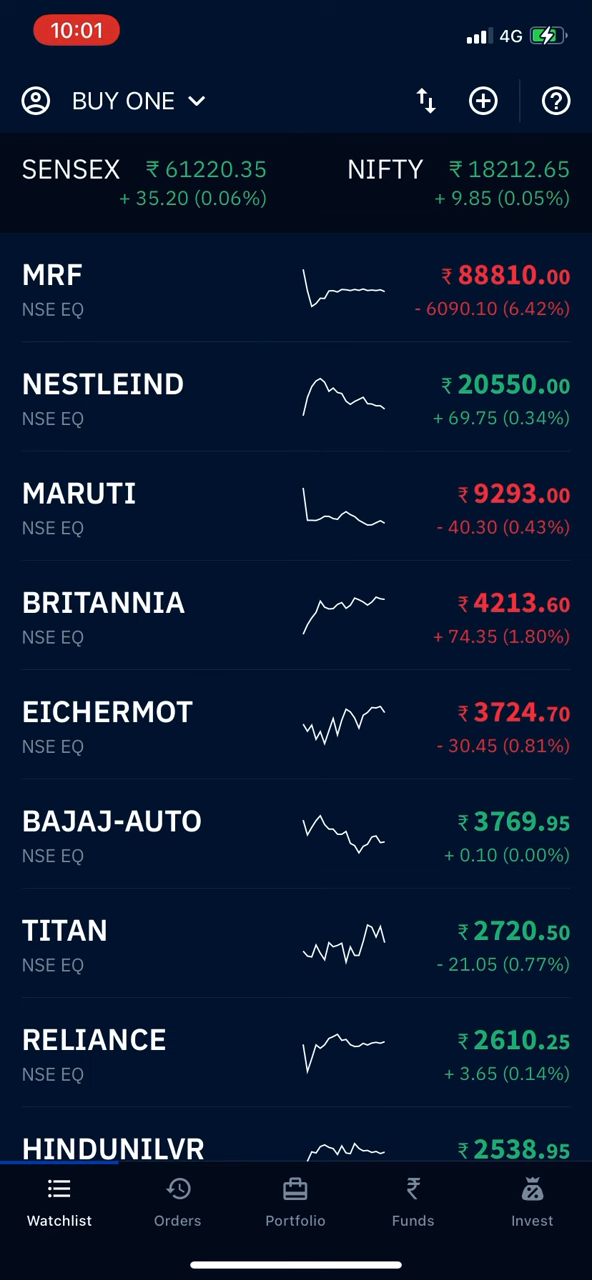 10:01
4G
BUY ONE
SENSEX ₹ 61220.35 NIFTY ₹ 18212.65
+ 35.20 (0.06%) + 9.85 (0.05%)
MRF ₹ 88810.00
NSE EQ - 6090.10 (6.42%)
NESTLEIND ₹ 20550.00
NSE EQ + 69.75 (0.34%)
MARUTI ₹ 9293.00
NSE EQ - 40.30 (0.43%)
BRITANNIA ₹ 4213.60
NSE EQ + 74.35 (1.80%)
EICHERMOT ₹ 3724.70
NSE EQ - 30.45 (0.81%)
BAJAJ-AUTO ₹ 3769.95
NSE EQ + 0.10 (0.00%)
TITAN ₹ 2720.50
NSE EQ - 21.05 (0.77%)
RELIANCE ₹ 2610.25
NSE EQ + 3.65 (0.14%)
HINDUNILVR ₹ 2538.95
Watchlist Orders Portfolio Funds Invest